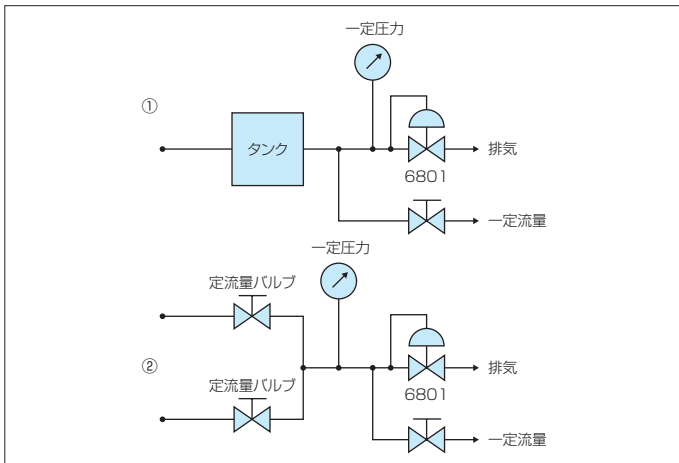 一定圧力
①
タンク
排気
6801
一定流量
一定圧力
定流量バルブ
②
排気
定流量バルブ
6801
一定流量